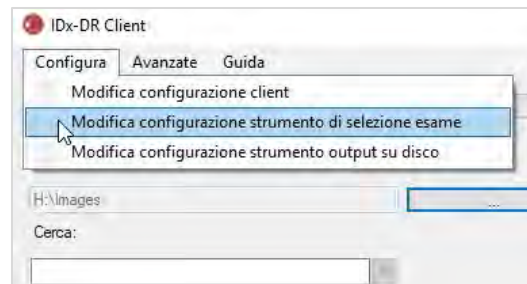 IDx-DR Client
Configura Avanzate Guida
Modifica configurazione client
Modifica configurazione strumento di selezione esame
Modifica configurazione strumento output su disco
H:\Images
...
Cerca: